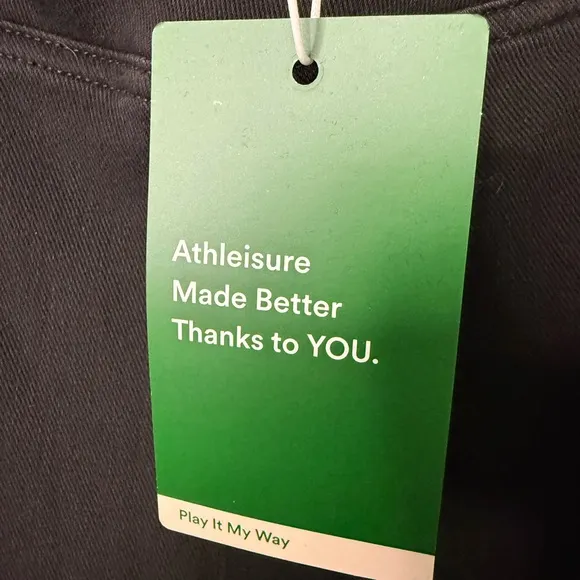 Athleisure
Made Better
Thanks to YOU.
Play It My Way